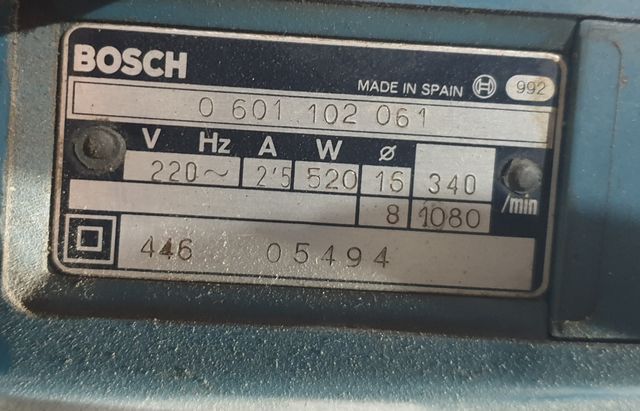 BOSCH
MADE IN SPAIN 992
0 601 102 061
V Hz A W ø
220~ 2'5 520 16 340
8 1080 /min
446 05494